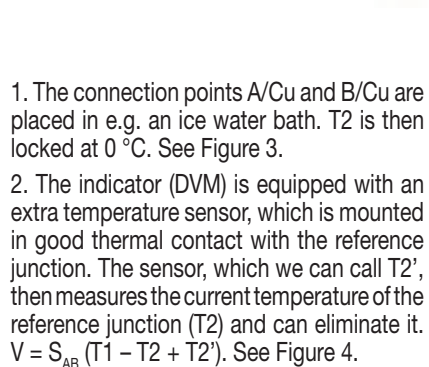 1. The connection points A/Cu and B/Cu are
placed in e.g. an ice water bath. T2 is then
locked at 0 °C. See Figure 3.
2. The indicator (DVM) is equipped with an
extra temperature sensor, which is mounted
in good thermal contact with the reference
junction. The sensor, which we can call T2’,
then measures the current temperature of the
reference junction (T2) and can eliminate it.
V = S_AB (T1 – T2 + T2’). See Figure 4.